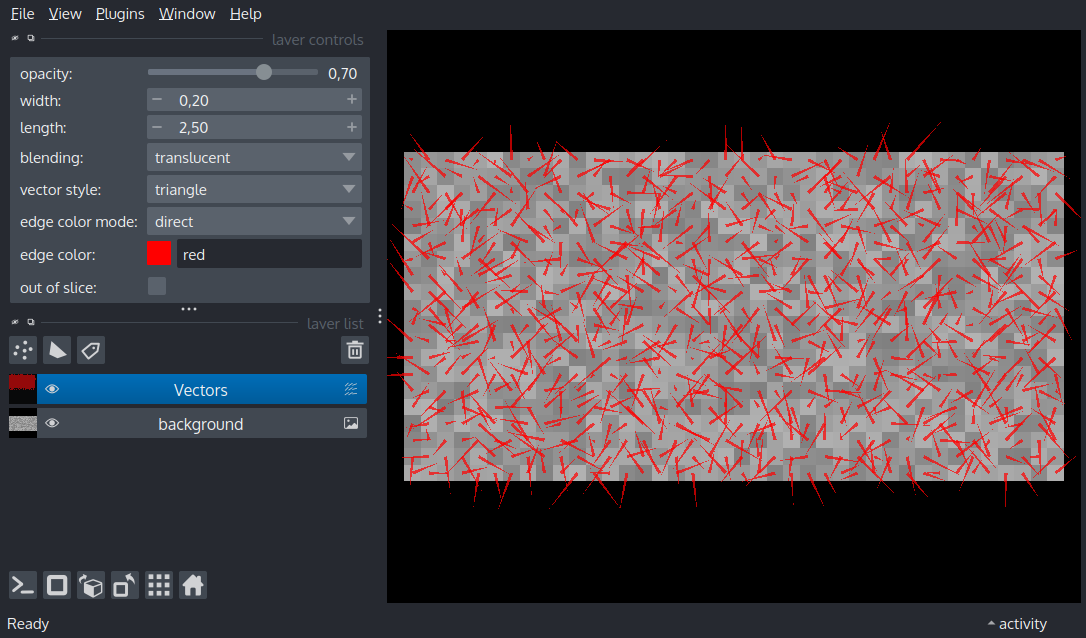 File View Plugins Window Help
layer controls
opacity: 0,70
width: 0,20
length: 2,50
blending: translucent
vector style: triangle
edge color mode: direct
edge color: red
out of slice:
layer list
Vectors
background
Ready
activity